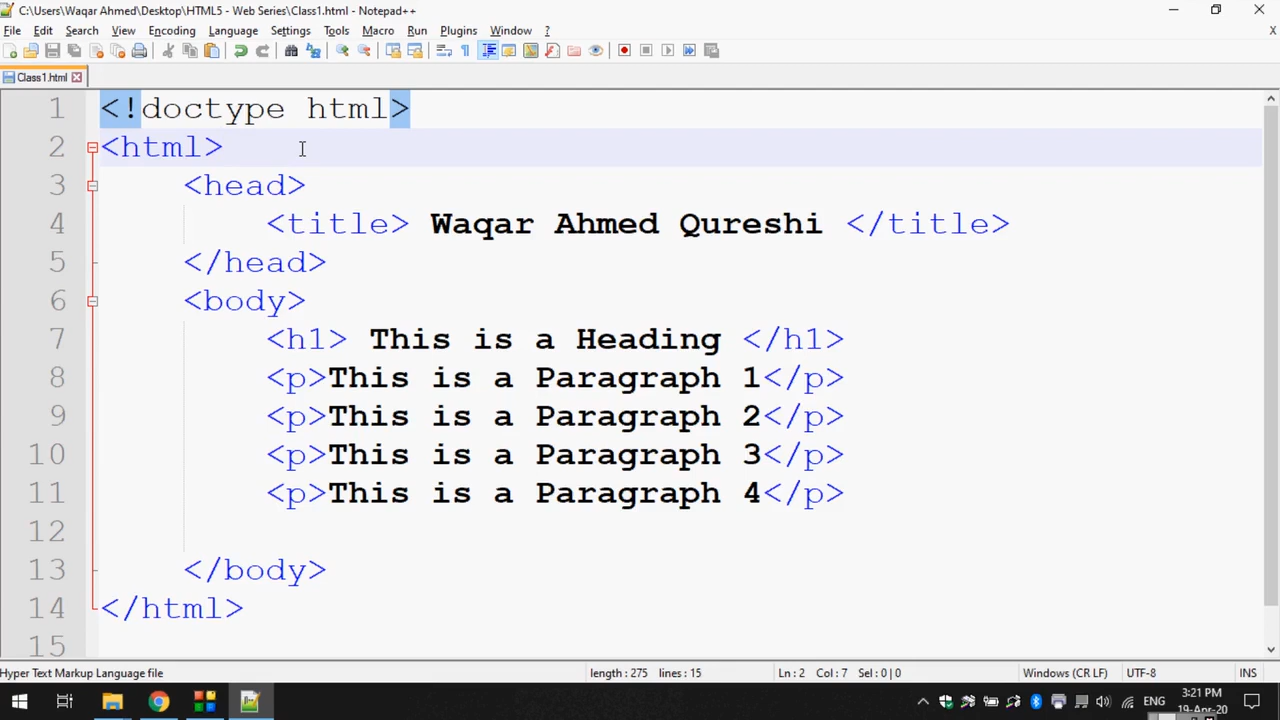 C:\Users\Waqar Ahmed\Desktop\HTML5 - Web Series\Class1.html - Notepad++
File Edit Search View Encoding Language Settings Tools Macro Run Plugins Window ?
X
Class1.html
1 <!doctype html>
2 <html>
3 <head>
4 <title> Waqar Ahmed Qureshi </title>
5 </head>
6 <body>
7 <h1> This is a Heading </h1>
8 <p>This is a Paragraph 1</p>
9 <p>This is a Paragraph 2</p>
10 <p>This is a Paragraph 3</p>
11 <p>This is a Paragraph 4</p>
12
13 </body>
14 </html>
15
Hyper Text Markup Language file length : 275 lines : 15 Ln : 2 Col : 7 Sel : 0 | 0 Windows (CR LF) UTF-8 INS
ENG 3:21 PM
19-Apr-20